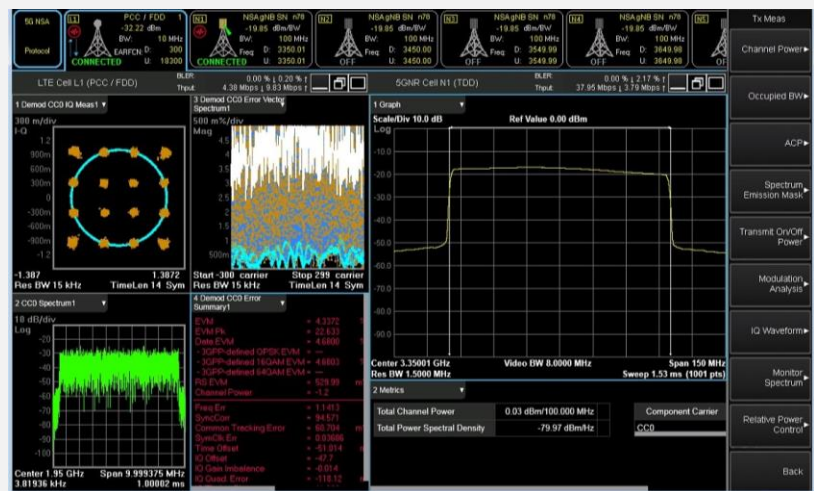 5G NSA
Protocol
L1
PCC / FDD 1
-32.22 dBm
BW: 10 MHz
EARFCN D: 300
U: 18300
CONNECTED
N1
NSAgNB SN n78
-19.85 dBm/BW
BW: 100 MHz
Freq D: 3350.01
U: 3350.01
CONNECTED
N2
NSAgNB SN n78
-19.85 dBm/BW
BW: 100 MHz
Freq D: 3450.00
U: 3450.00
OFF
N3
NSAgNB SN n78
-19.85 dBm/BW
BW: 100 MHz
Freq D: 3549.99
U: 3549.99
OFF
N4
NSAgNB SN n78
-19.85 dBm/BW
BW: 100 MHz
Freq D: 3649.98
U: 3649.98
OFF
N5
LTE Cell L1 (PCC / FDD)
BLER: 0.00 % ↓ 0.20 % ↑
Thput: 4.38 Mbps ↓ 9.83 Mbps ↑
5GNR Cell N1 (TDD)
BLER: 0.00 % ↓ 2.17 % ↑
Thput: 37.95 Mbps ↓ 3.79 Mbps ↑
1 Demod CC0 IQ Meas1
300 m/div
I-Q
1.2
900m
600m
300m
0
-300m
-600m
-900m
-1.2
-1.387 1.3872
Res BW 15 kHz TimeLen 14 Sym
3 Demod CC0 Error Vector
Spectrum1
500 m%/div
Mag
4.5
4
3.5
2.5
2
1.5
1
500m
Start -300 carrier Stop 299 carrier
Res BW 15 kHz TimeLen 14 Sym
2 CC0 Spectrum1
10 dB/div
Log
-20
-30
-40
-50
-60
-70
-80
-90
-100
Center 1.95 GHz Span 9.999375 MHz
3.81936 kHz 1.00002 ms
4 Demod CC0 Error
Summary1
EVM = 4.3372
EVM Pk = 22.633
Data EVM = 4.6800
- 3GPP-defined QPSK EVM = ---
- 3GPP-defined 16QAM EVM = 4.6803
- 3GPP-defined 64QAM EVM = ---
RS EVM = 529.99 m
Channel Power = -1.2
Freq Err = 1.1413
SyncCorr = 94.571
Common Tracking Error = 60.704 m
SymClk Err = 0.03686
Time Offset = -51.014
IQ Offset = -47.7
IQ Gain Imbalance = -0.014
IQ Quad. Error = -118.12
1 Graph
Scale/Div 10.0 dB Ref Value 0.00 dBm
Log
-10.0
-20.0
-30.0
-40.0
-50.0
-60.0
-70.0
-80.0
-90.0
Center 3.35001 GHz Video BW 8.0000 MHz Span 150 MHz
Res BW 1.5000 MHz Sweep 1.53 ms (1001 pts)
2 Metrics
Total Channel Power 0.03 dBm/100.000 MHz
Total Power Spectral Density -79.97 dBm/Hz
Component Carrier
CC0
Tx Meas
Channel Power
Occupied BW
ACP
Spectrum
Emission Mask
Transmit On/Off
Power
Modulation
Analysis
IQ Waveform
Monitor
Spectrum
Relative Power
Control
Back